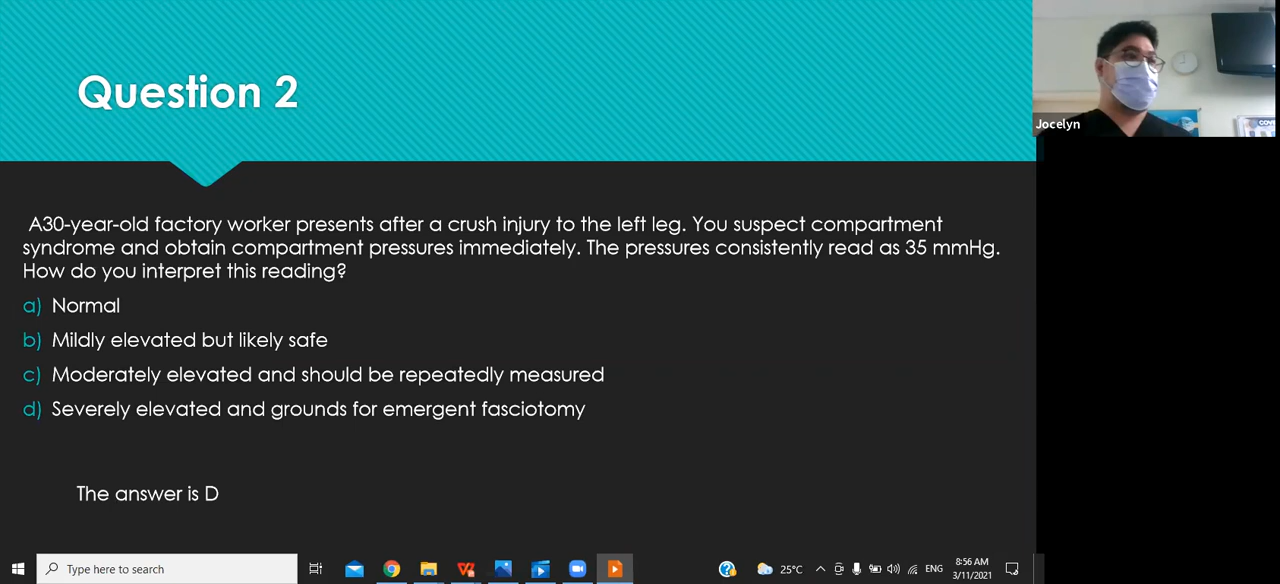 Question 2
Jocelyn
A30-year-old factory worker presents after a crush injury to the left leg. You suspect compartment
syndrome and obtain compartment pressures immediately. The pressures consistently read as 35 mmHg.
How do you interpret this reading?
a) Normal
b) Mildly elevated but likely safe
c) Moderately elevated and should be repeatedly measured
d) Severely elevated and grounds for emergent fasciotomy
The answer is D
Type here to search
25°C
ENG
8:56 AM
3/11/2021